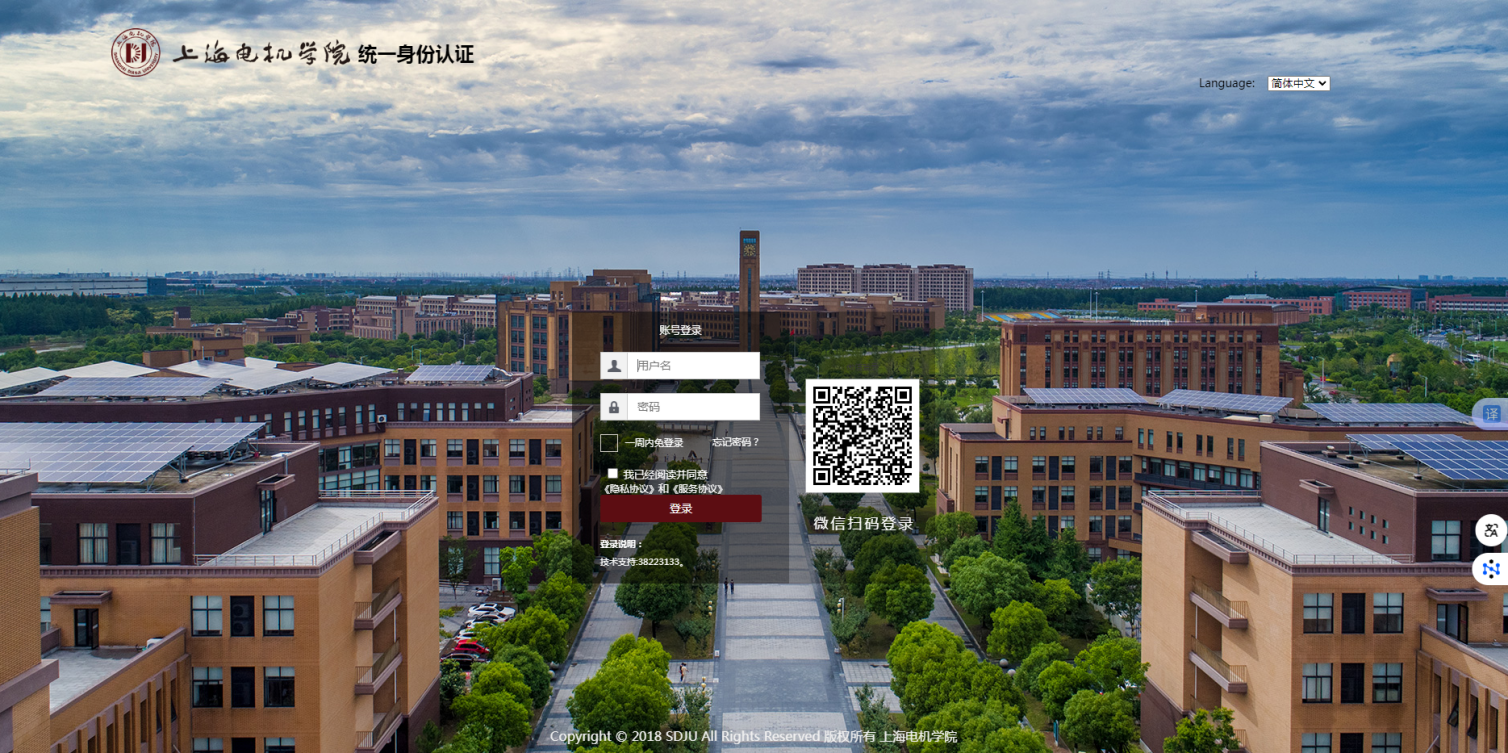 上海电机学院 统一身份认证
Language: 简体中文
账号登录
用户名
密码
一周内免登录 忘记密码？
我已经阅读并同意
《隐私协议》和《服务协议》
登录
登录说明：
技术支持:38223133。
微信扫码登录
译
Copyright © 2018 SDJU All Rights Reserved 版权所有 上海电机学院